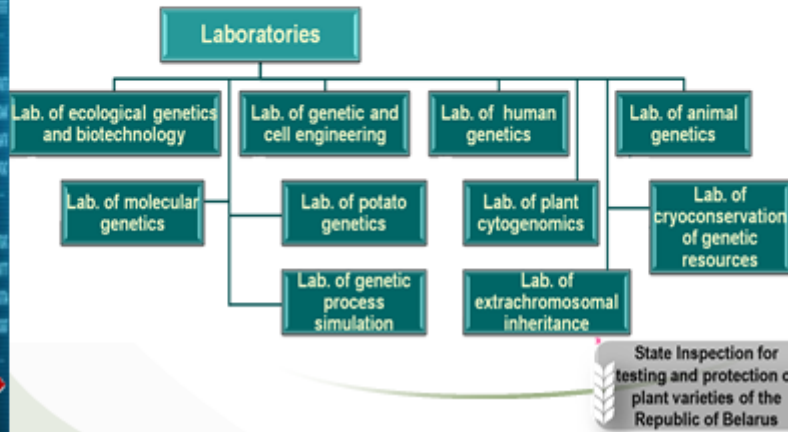 Laboratories
Lab. of ecological genetics
and biotechnology
Lab. of genetic and
cell engineering
Lab. of human
genetics
Lab. of animal
genetics
Lab. of molecular
genetics
Lab. of potato
genetics
Lab. of plant
cytogenomics
Lab. of
cryoconservation
of genetic
resources
Lab. of genetic
process
simulation
Lab. of
extrachromosomal
inheritance
State Inspection for
testing and protection o
plant varieties of the
Republic of Belarus